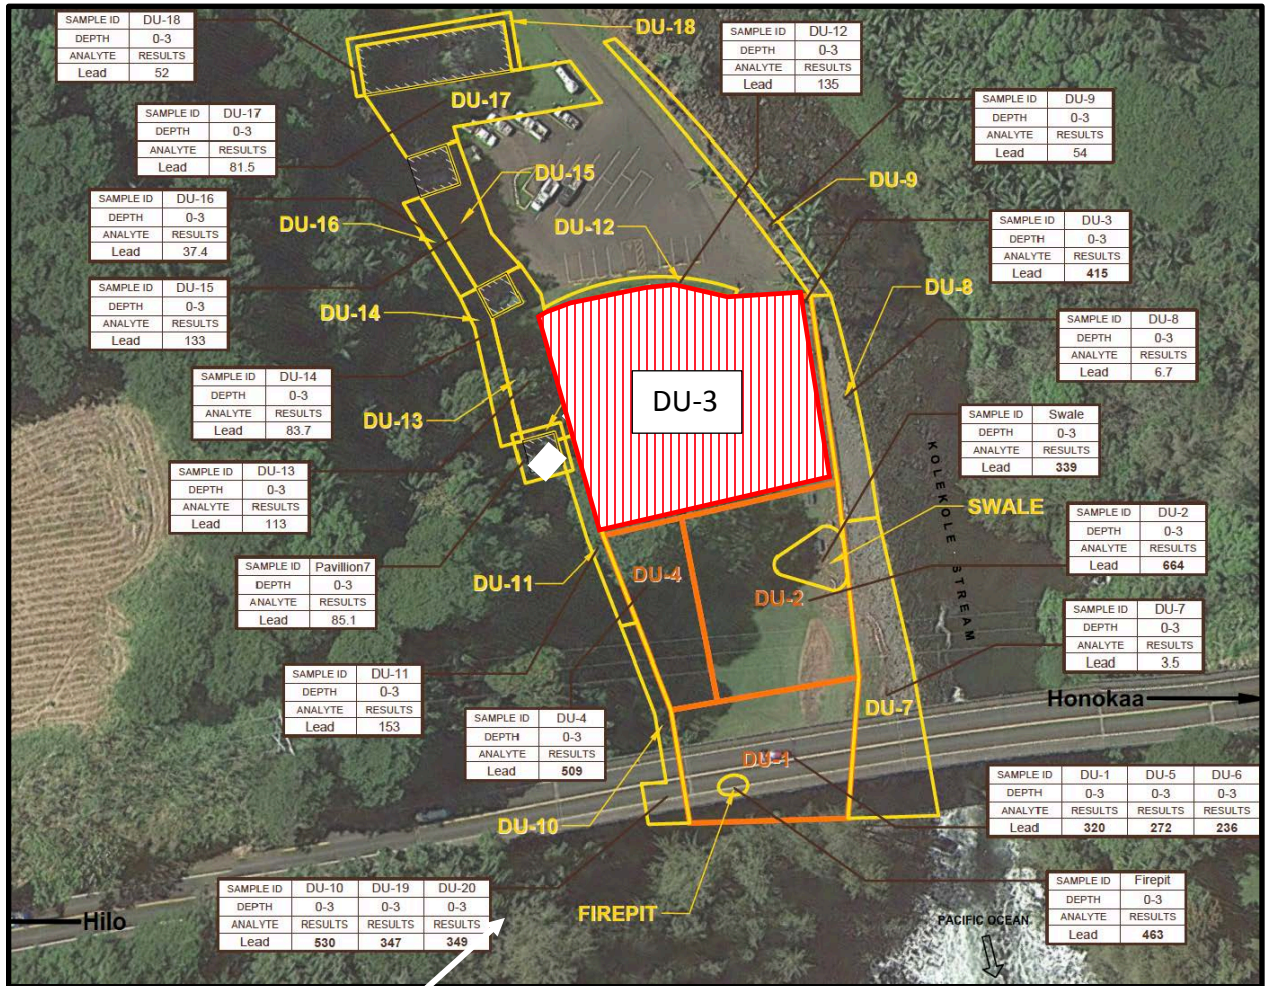 SAMPLE ID DU-18
DEPTH 0-3
ANALYTE RESULTS
Lead 52
DU-18
SAMPLE ID DU-12
DEPTH 0-3
ANALYTE RESULTS
Lead 135
SAMPLE ID DU-17
DEPTH 0-3
ANALYTE RESULTS
Lead 81.5
DU-17
SAMPLE ID DU-9
DEPTH 0-3
ANALYTE RESULTS
Lead 54
DU-15
DU-9
SAMPLE ID DU-16
DEPTH 0-3
ANALYTE RESULTS
Lead 37.4
DU-16
DU-12
SAMPLE ID DU-3
DEPTH 0-3
ANALYTE RESULTS
Lead 415
SAMPLE ID DU-15
DEPTH 0-3
ANALYTE RESULTS
Lead 133
DU-14
DU-8
SAMPLE ID DU-8
DEPTH 0-3
ANALYTE RESULTS
Lead 6.7
SAMPLE ID DU-14
DEPTH 0-3
ANALYTE RESULTS
Lead 83.7
DU-3
DU-13
SAMPLE ID Swale
DEPTH 0-3
ANALYTE RESULTS
Lead 339
SAMPLE ID DU-13
DEPTH 0-3
ANALYTE RESULTS
Lead 113
KOLEKOLE STREAM
SWALE
SAMPLE ID DU-2
DEPTH 0-3
ANALYTE RESULTS
Lead 664
SAMPLE ID Pavillion7
DEPTH 0-3
ANALYTE RESULTS
Lead 85.1
DU-11
DU-4
DU-2
SAMPLE ID DU-7
DEPTH 0-3
ANALYTE RESULTS
Lead 3.5
SAMPLE ID DU-11
DEPTH 0-3
ANALYTE RESULTS
Lead 153
Honokaa
DU-7
SAMPLE ID DU-4
DEPTH 0-3
ANALYTE RESULTS
Lead 509
DU-1
SAMPLE ID DU-1 DU-5 DU-6
DEPTH 0-3 0-3 0-3
ANALYTE RESULTS RESULTS RESULTS
Lead 320 272 236
DU-10
SAMPLE ID DU-10 DU-19 DU-20
DEPTH 0-3 0-3 0-3
ANALYTE RESULTS RESULTS RESULTS
Lead 530 347 349
FIREPIT
SAMPLE ID Firepit
DEPTH 0-3
ANALYTE RESULTS
Lead 463
Hilo
PACIFIC OCEAN